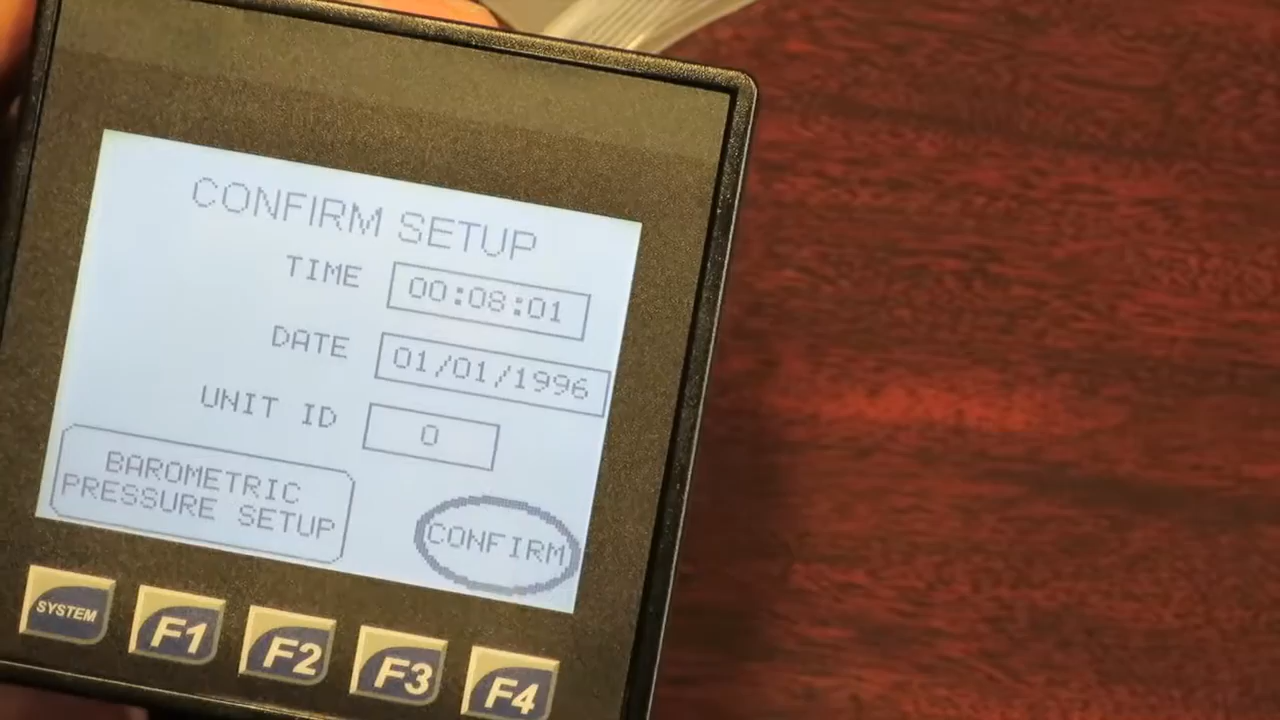 CONFIRM SETUP
TIME 00:08:01
DATE 01/01/1996
UNIT ID 0
BAROMETRIC
PRESSURE SETUP
CONFIRM
SYSTEM F1 F2 F3 F4